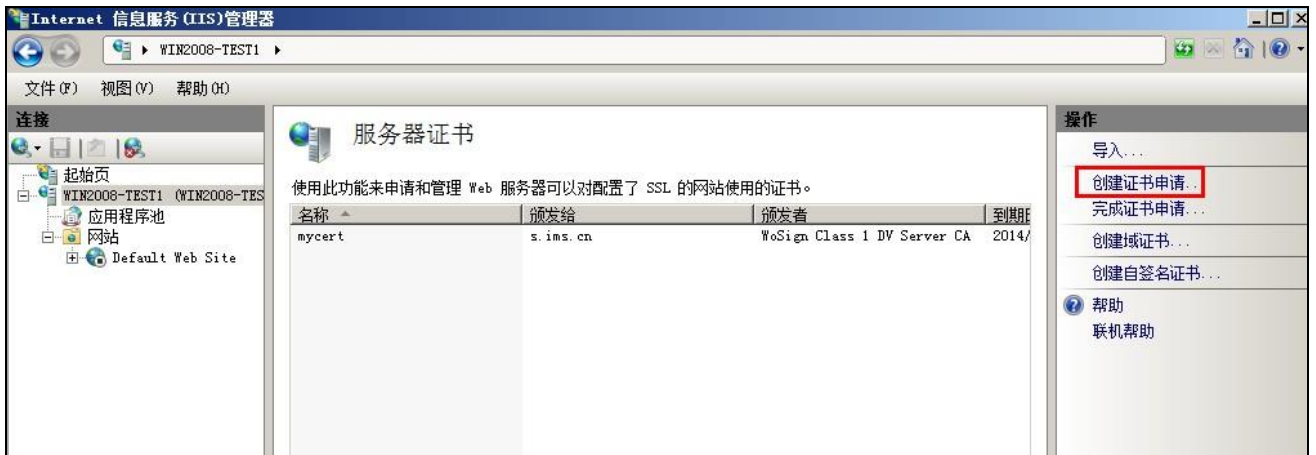 Internet 信息服务(IIS)管理器
WIN2008-TEST1
文件(F) 视图(V) 帮助(H)
连接
起始页
WIN2008-TEST1 (WIN2008-TES
应用程序池
网站
Default Web Site
服务器证书
使用此功能来申请和管理 Web 服务器可以对配置了 SSL 的网站使用的证书。
名称 颁发给 颁发者 到期
mycert s.ims.cn WoSign Class 1 DV Server CA 2014/
操作
导入...
创建证书申请..
完成证书申请...
创建域证书...
创建自签名证书...
帮助
联机帮助